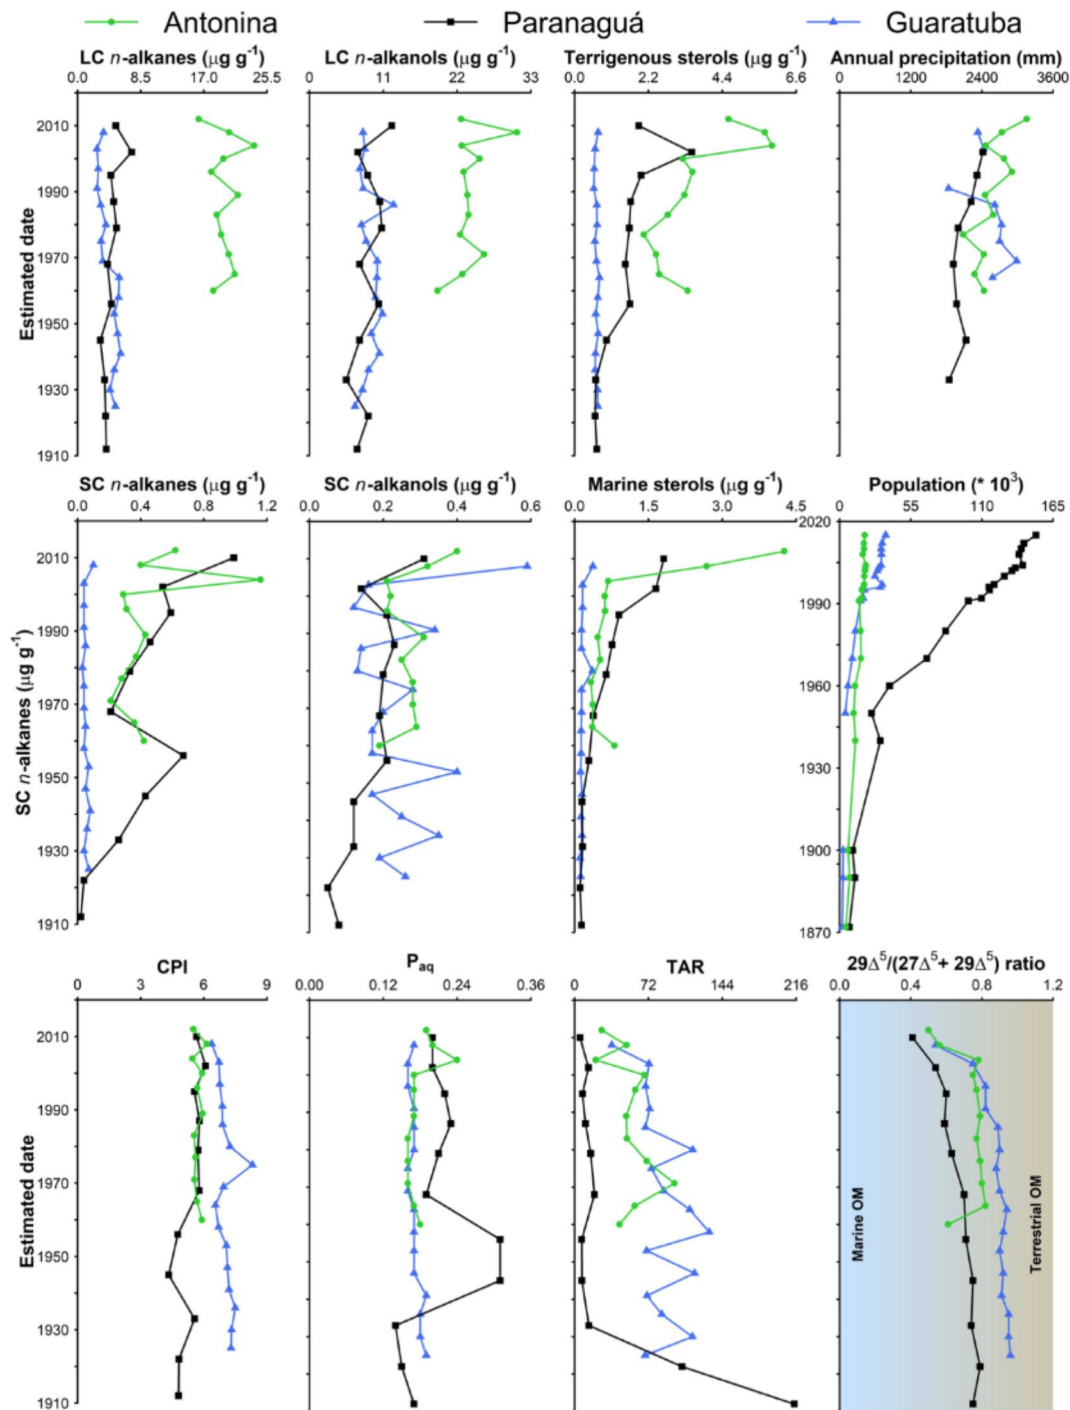 Antonina Paranaguá Guaratuba
LC n-alkanes (µg g⁻¹) LC n-alkanols (µg g⁻¹) Terrigenous sterols (µg g⁻¹) Annual precipitation (mm)
0.0 8.5 17.0 25.5 0 11 22 33 0.0 2.2 4.4 6.6 0 1200 2400 3600
2010
1990
1970
1950
1930
1910
Estimated date
SC n-alkanes (µg g⁻¹) SC n-alkanols (µg g⁻¹) Marine sterols (µg g⁻¹) Population (* 10³)
0.0 0.4 0.8 1.2 0.0 0.2 0.4 0.6 0.0 1.5 3.0 4.5 0 55 110 165
2010
1990
1970
1950
1930
1910
SC n-alkanes (µg g⁻¹)
2020
1990
1960
1930
1900
1870
CPI P_aq TAR 29Δ⁵/(27Δ⁵+ 29Δ⁵) ratio
0 3 6 9 0.00 0.12 0.24 0.36 0 72 144 216 0.0 0.4 0.8 1.2
2010
1990
1970
1950
1930
1910
Estimated date
Marine OM
Terrestrial OM